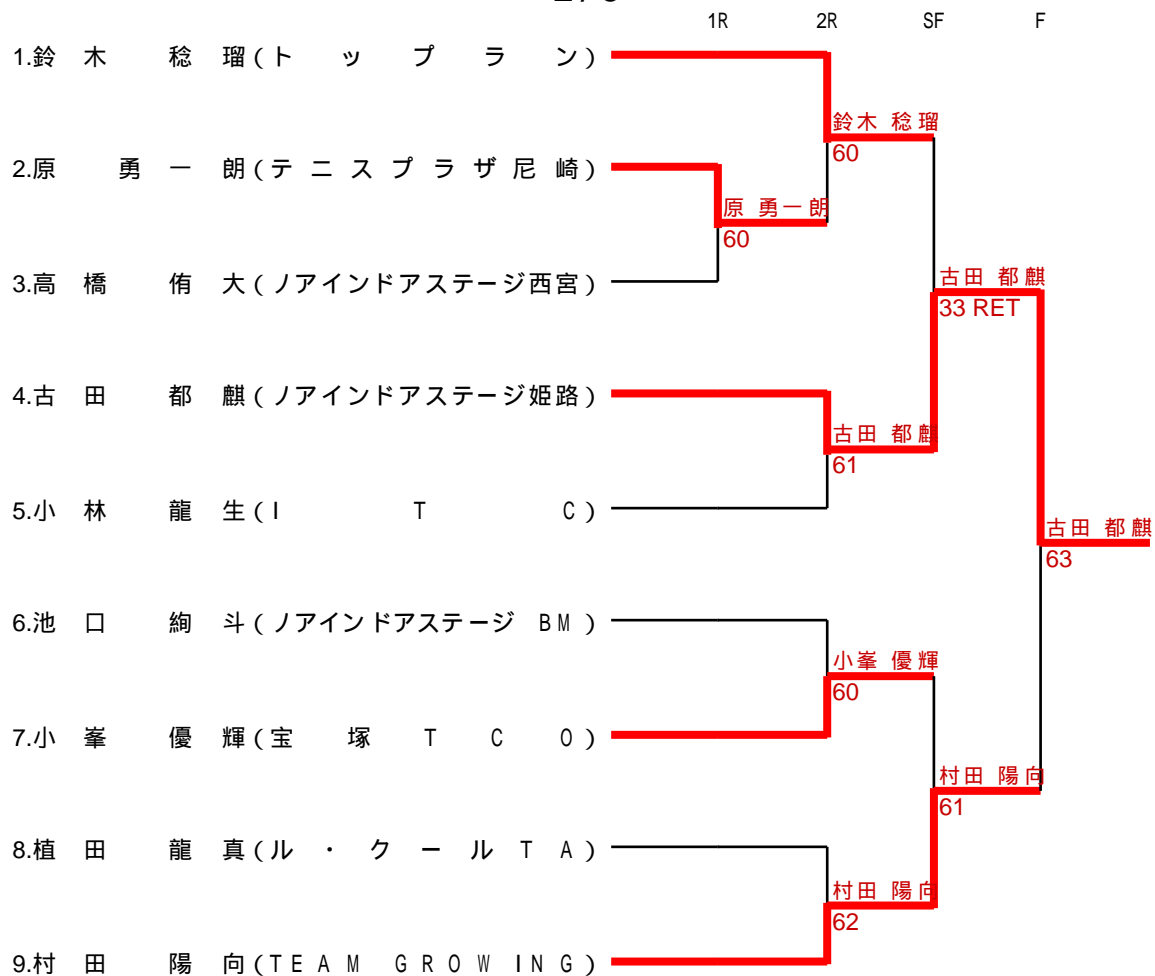 1R 2R SF F
1.鈴木 稔瑠(トップラン)
鈴木 稔瑠
60
2.原 勇一朗(テニスプラザ尼崎)
原 勇一朗
60
3.高橋 侑大(ノアインドアステージ西宮)
古田 都麒
33 RET
4.古田 都麒(ノアインドアステージ姫路)
古田 都麒
61
5.小林 龍生(ITC)
古田 都麒
63
6.池口 絢斗(ノアインドアステージ BM)
小峯 優輝
60
7.小峯 優輝(宝塚TCO)
村田 陽向
61
8.植田 龍真(ル・クールTA)
村田 陽向
62
9.村田 陽向(TEAM GROWING)